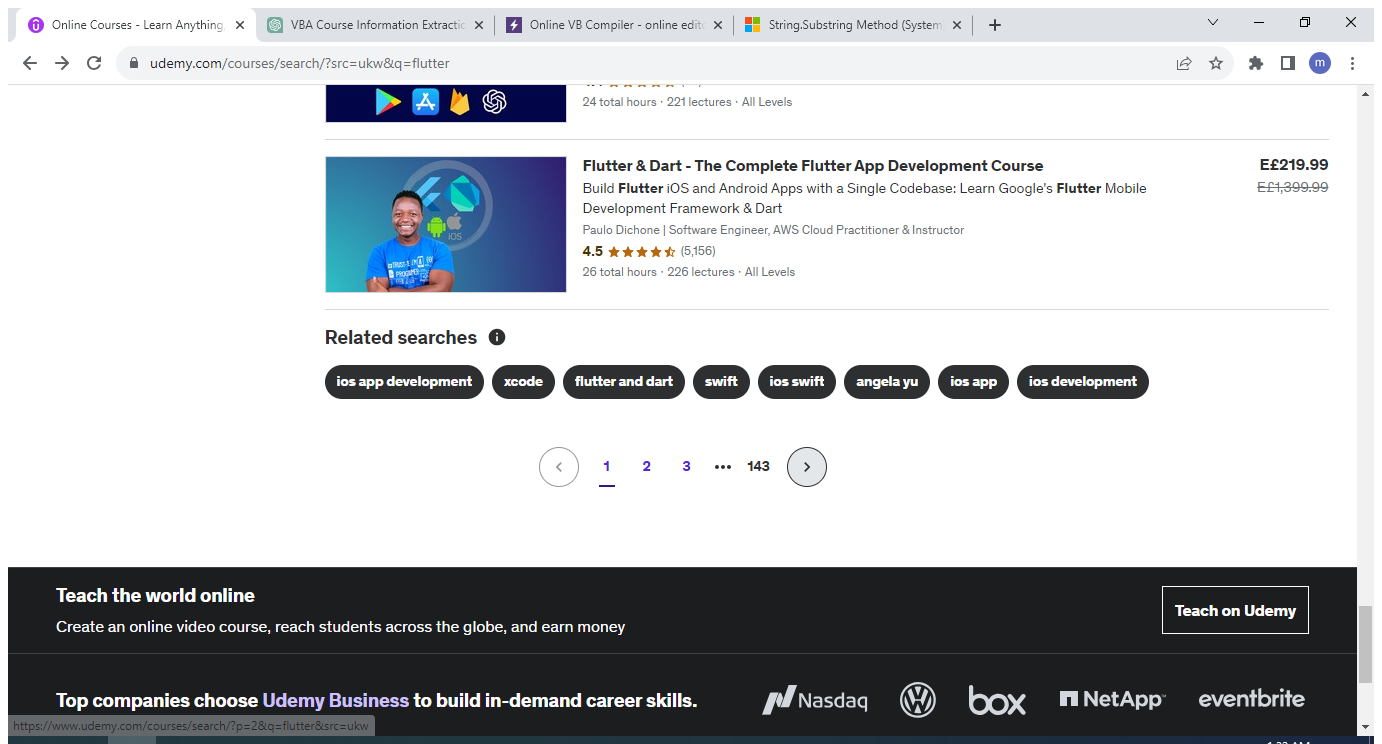 Online Courses - Learn Anything,
VBA Course Information Extractio
Online VB Compiler - online edito
String.Substring Method (System
udemy.com/courses/search/?src=ukw&q=flutter
m
24 total hours · 221 lectures · All Levels
Flutter & Dart - The Complete Flutter App Development Course
E£219.99
Build Flutter iOS and Android Apps with a Single Codebase: Learn Google's Flutter Mobile
E£1,399.99
Development Framework & Dart
Paulo Dichone | Software Engineer, AWS Cloud Practitioner & Instructor
4.5 (5,156)
26 total hours · 226 lectures · All Levels
iOS
Related searches
ios app development
xcode
flutter and dart
swift
ios swift
angela yu
ios app
ios development
1 2 3 ••• 143
Teach the world online
Create an online video course, reach students across the globe, and earn money
Teach on Udemy
Top companies choose Udemy Business to build in-demand career skills.
Nasdaq
box
NetApp
eventbrite
https://www.udemy.com/courses/search/?p=2&q=flutter&src=ukw